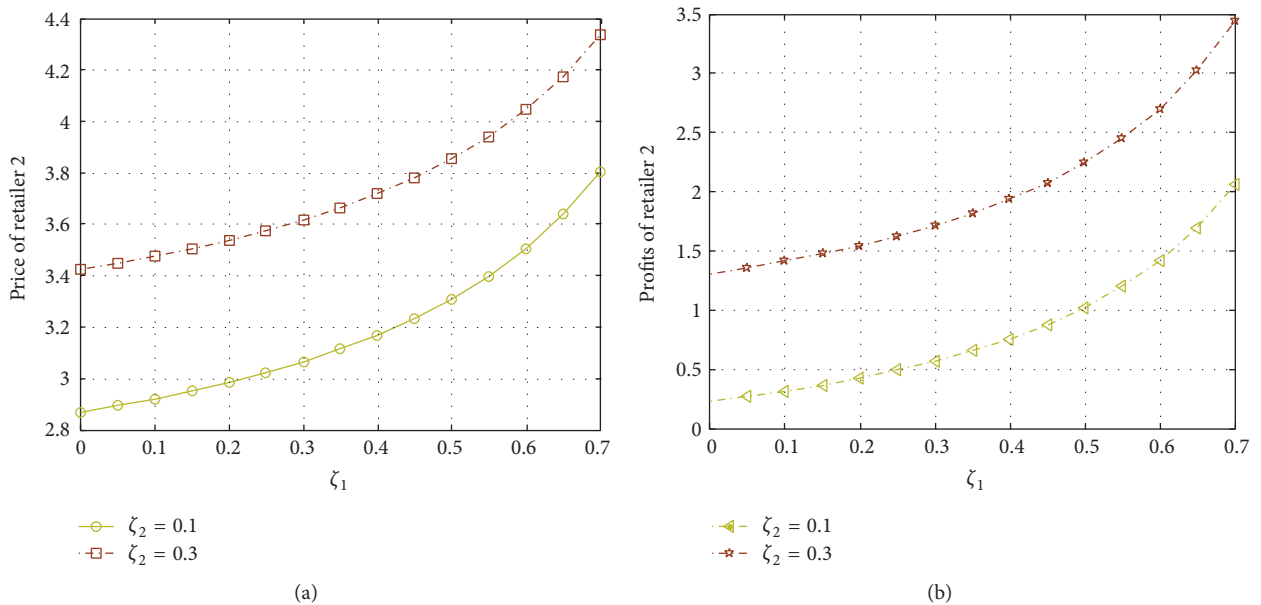 Price of retailer 2
4.4
4.2
4
3.8
3.6
3.4
3.2
3
2.8
0 0.1 0.2 0.3 0.4 0.5 0.6 0.7
ζ₁
ζ₂ = 0.1
ζ₂ = 0.3
(a)
Profits of retailer 2
3.5
3
2.5
2
1.5
1
0.5
0
0 0.1 0.2 0.3 0.4 0.5 0.6 0.7
ζ₁
ζ₂ = 0.1
ζ₂ = 0.3
(b)